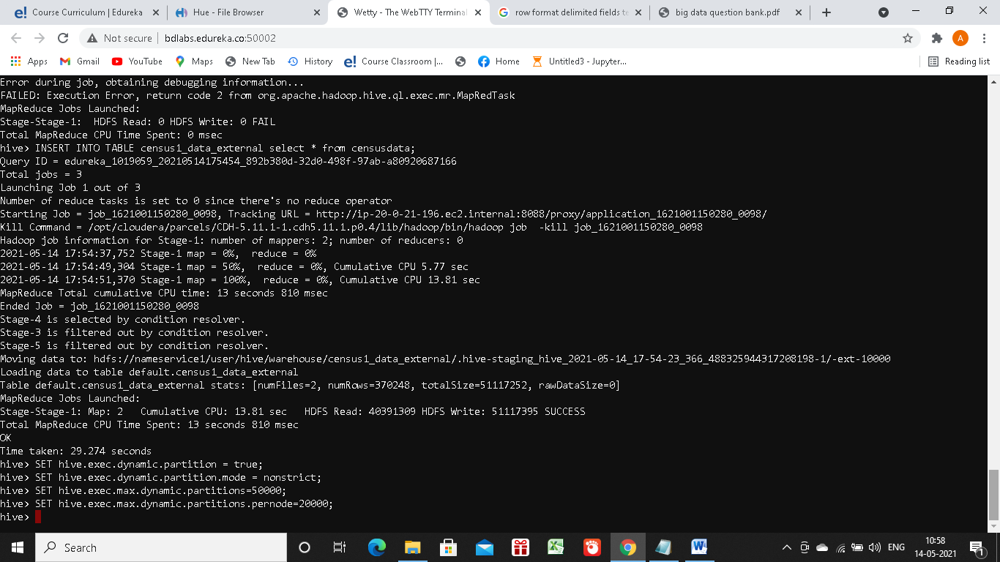 Course Curriculum | Edureka
Hue - File Browser
Wetty - The WebTTY Terminal
row format delimited fields te
big data question bank.pdf
Not secure | bdlabs.edureka.co:50002
A
Apps
Gmail
YouTube
Maps
New Tab
History
e! Course Classroom |...
Home
Untitled3 - Jupyter...
Reading list
Error during job, obtaining debugging information...
FAILED: Execution Error, return code 2 from org.apache.hadoop.hive.ql.exec.mr.MapRedTask
MapReduce Jobs Launched:
Stage-Stage-1:  HDFS Read: 0 HDFS Write: 0 FAIL
Total MapReduce CPU Time Spent: 0 msec
hive> INSERT INTO TABLE census1_data_external select * from censusdata;
Query ID = edureka_1019059_20210514175454_892b380d-32d0-498f-97ab-a80920687166
Total jobs = 3
Launching Job 1 out of 3
Number of reduce tasks is set to 0 since there's no reduce operator
Starting Job = job_1621001150280_0098, Tracking URL = http://ip-20-0-21-196.ec2.internal:8088/proxy/application_1621001150280_0098/
Kill Command = /opt/cloudera/parcels/CDH-5.11.1-1.cdh5.11.1.p0.4/lib/hadoop/bin/hadoop job  -kill job_1621001150280_0098
Hadoop job information for Stage-1: number of mappers: 2; number of reducers: 0
2021-05-14 17:54:37,752 Stage-1 map = 0%,  reduce = 0%
2021-05-14 17:54:49,304 Stage-1 map = 50%,  reduce = 0%, Cumulative CPU 5.77 sec
2021-05-14 17:54:51,370 Stage-1 map = 100%,  reduce = 0%, Cumulative CPU 13.81 sec
MapReduce Total cumulative CPU time: 13 seconds 810 msec
Ended Job = job_1621001150280_0098
Stage-4 is selected by condition resolver.
Stage-3 is filtered out by condition resolver.
Stage-5 is filtered out by condition resolver.
Moving data to: hdfs://nameservice1/user/hive/warehouse/census1_data_external/.hive-staging_hive_2021-05-14_17-54-23_366_488325944317208198-1/-ext-10000
Loading data to table default.census1_data_external
Table default.census1_data_external stats: [numFiles=2, numRows=370248, totalSize=51117252, rawDataSize=0]
MapReduce Jobs Launched:
Stage-Stage-1: Map: 2   Cumulative CPU: 13.81 sec   HDFS Read: 40391309 HDFS Write: 51117395 SUCCESS
Total MapReduce CPU Time Spent: 13 seconds 810 msec
OK
Time taken: 29.274 seconds
hive> SET hive.exec.dynamic.partition = true;
hive> SET hive.exec.dynamic.partition.mode = nonstrict;
hive> SET hive.exec.max.dynamic.partitions=50000;
hive> SET hive.exec.max.dynamic.partitions.pernode=20000;
hive>
Search
ENG
10:58
14-05-2021
1